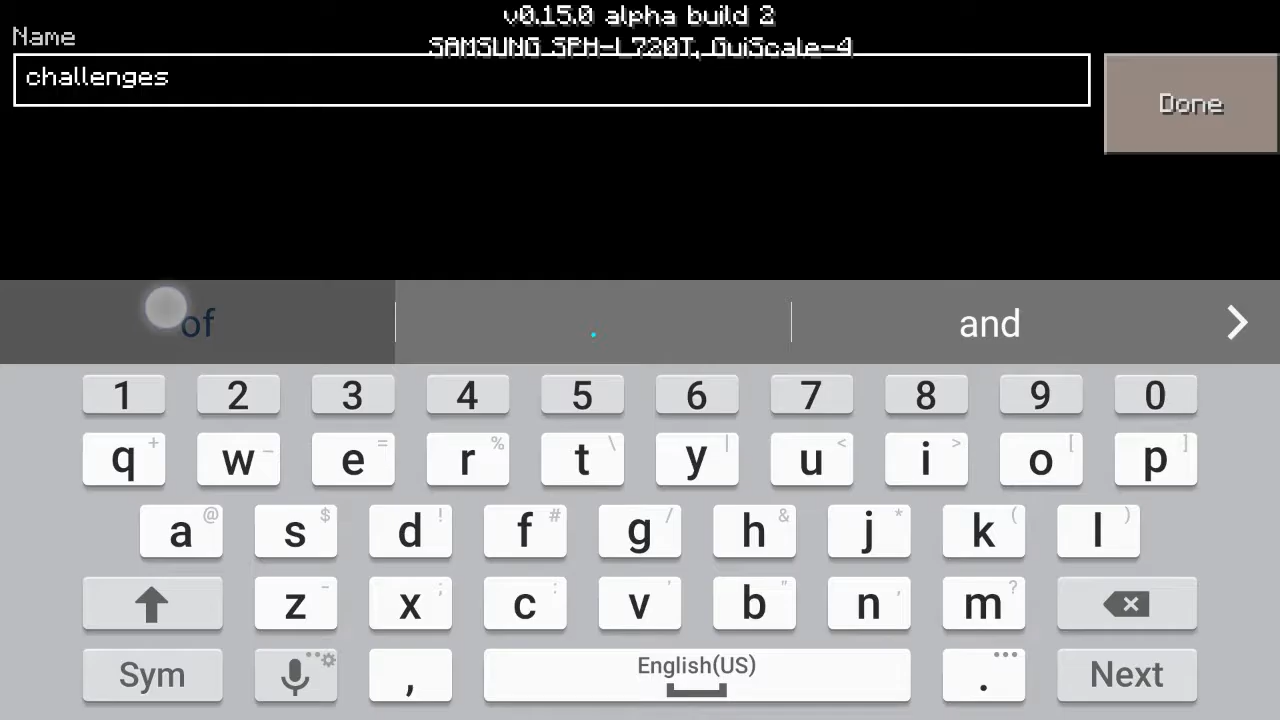 v0.15.0 alpha build 2
SAMSUNG SPH-L720T, GuiScale-4
Name
challenges
Done
of . and
1 2 3 4 5 6 7 8 9 0
q + w _ e = r % t \ y | u < i > o [ p ]
a @ s $ d ! f # g / h & j * k ( l )
z - x ; c : v ' b " n , m ?
Sym , English(US) . Next